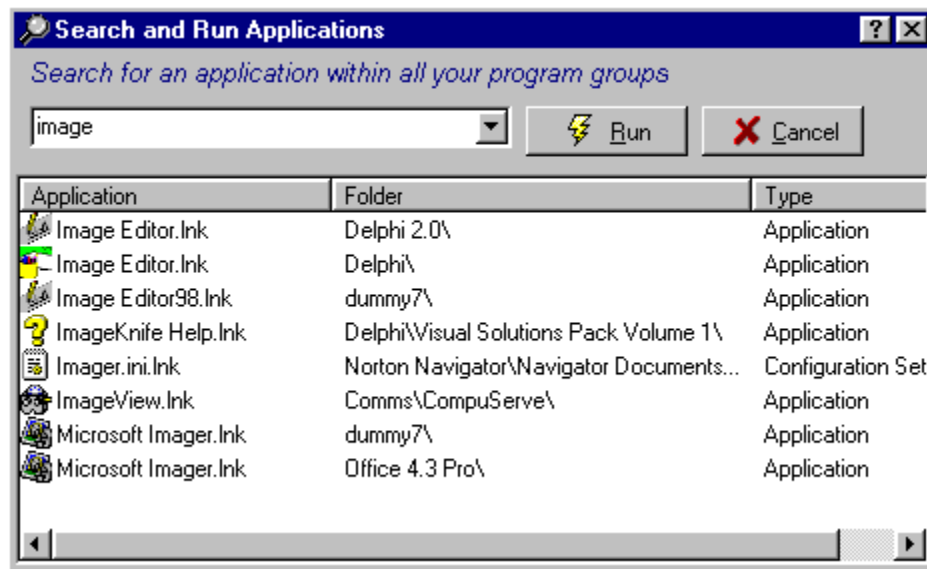 Search and Run Applications
Search for an application within all your program groups
image Run Cancel
Application Folder Type
Image Editor.lnk Delphi 2.0\ Application
Image Editor.lnk Delphi\ Application
Image Editor98.lnk dummy7\ Application
ImageKnife Help.lnk Delphi\Visual Solutions Pack Volume 1\ Application
Imager.ini.lnk Norton Navigator\Navigator Documents... Configuration Set
ImageView.lnk Comms\CompuServe\ Application
Microsoft Imager.lnk dummy7\ Application
Microsoft Imager.lnk Office 4.3 Pro\ Application